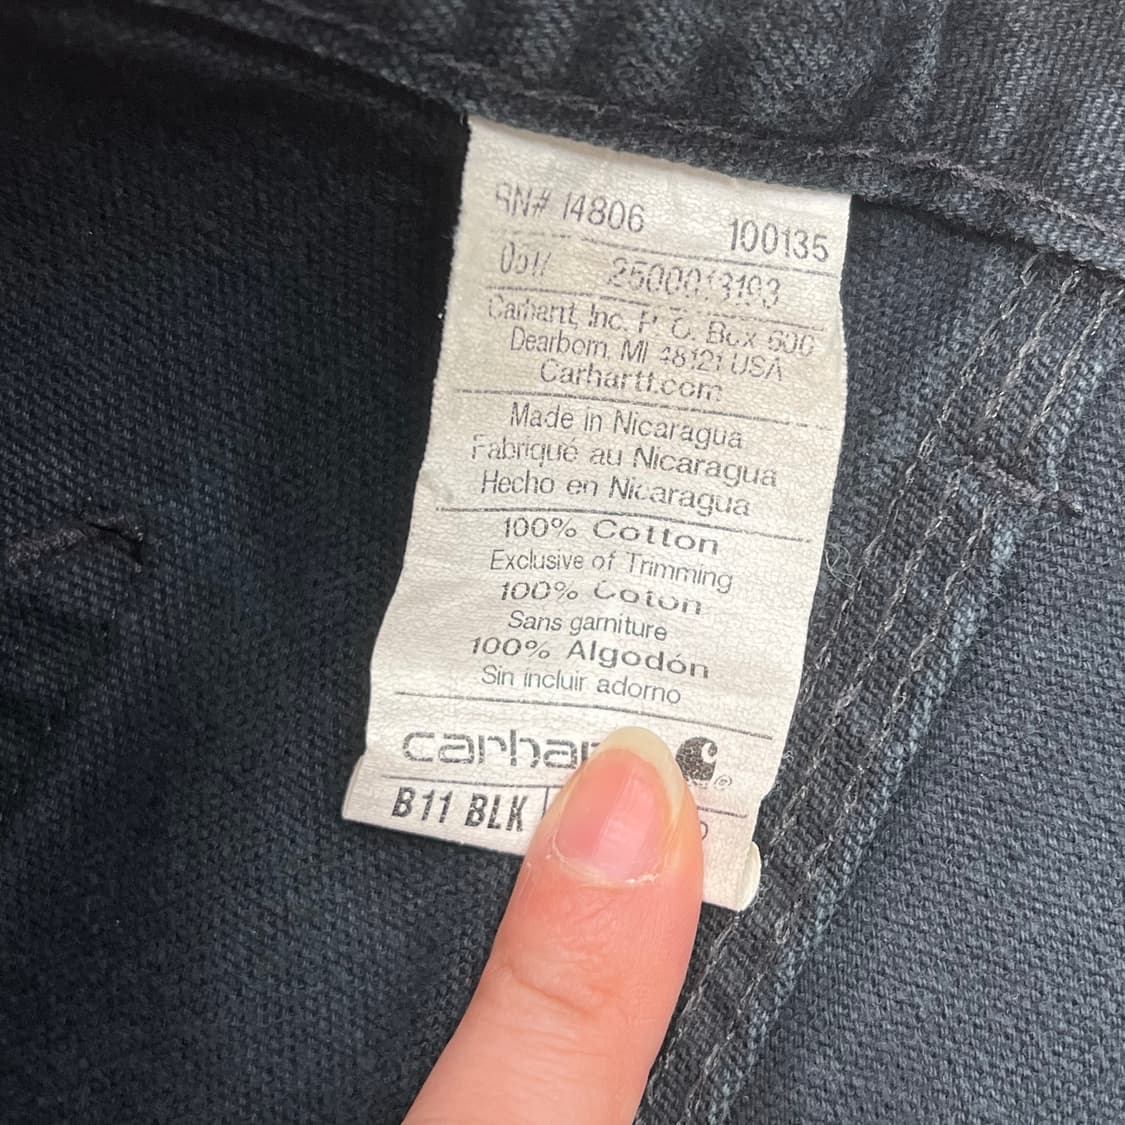 RN# 14806 100135
Carhartt, Inc. P. O. Box 600
Dearborn, MI 48121 USA
Carhartt.com
Made in Nicaragua
Fabriqué au Nicaragua
Hecho en Nicaragua
100% Cotton
Exclusive of Trimming
100% Coton
Sans garniture
100% Algodón
Sin incluir adorno
carhar
B11 BLK